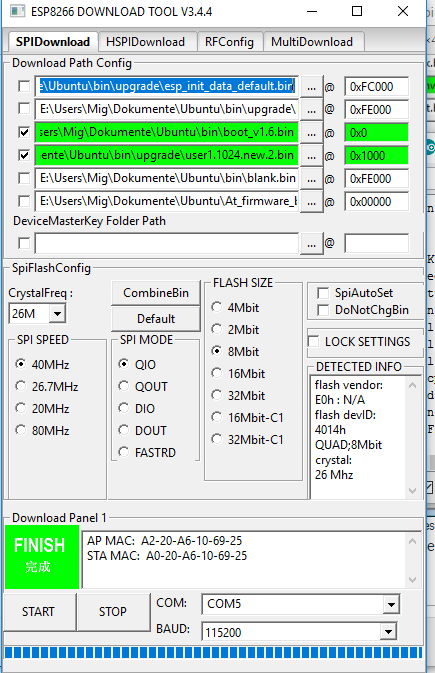 ESP8266 DOWNLOAD TOOL V3.4.4
SPIDownload HSPIDownload RFConfig MultiDownload
Download Path Config
e\Ubuntu\bin\upgrade\esp_init_data_default.bin ... @ 0xFC000
E:\Users\Mig\Dokumente\Ubuntu\bin\upgrade\ ... @ 0xFE000
sers\Mig\Dokumente\Ubuntu\bin\boot_v1.6.bin ... @ 0x0
ente\Ubuntu\bin\upgrade\user1.1024.new.2.bin ... @ 0x1000
E:\Users\Mig\Dokumente\Ubuntu\bin\blank.bin ... @ 0xFE000
E:\Users\Mig\Dokumente\Ubuntu\At_firmware_b ... @ 0x00000
DeviceMasterKey Folder Path
... @
SpiFlashConfig
CrystalFreq :
26M
CombineBin
Default
SPI SPEED
40MHz
26.7MHz
20MHz
80MHz
SPI MODE
QIO
QOUT
DIO
DOUT
FASTRD
FLASH SIZE
4Mbit
2Mbit
8Mbit
16Mbit
32Mbit
16Mbit-C1
32Mbit-C1
SpiAutoSet
DoNotChgBin
LOCK SETTINGS
DETECTED INFO
flash vendor:
E0h : N/A
flash devID:
4014h
QUAD;8Mbit
crystal:
26 Mhz
Download Panel 1
FINISH
完成
AP MAC: A2-20-A6-10-69-25
STA MAC: A0-20-A6-10-69-25
START STOP
COM: COM5
BAUD: 115200